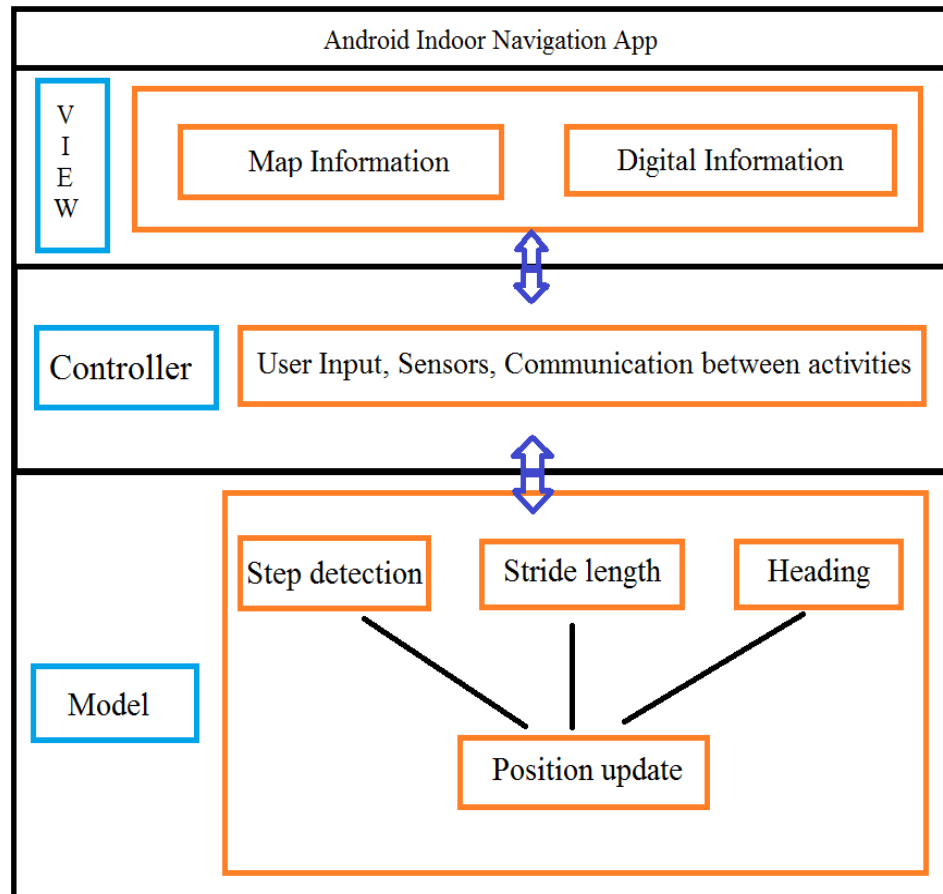 Android Indoor Navigation App
VIEW
Map Information
Digital Information
Controller
User Input, Sensors, Communication between activities
Step detection
Stride length
Heading
Model
Position update